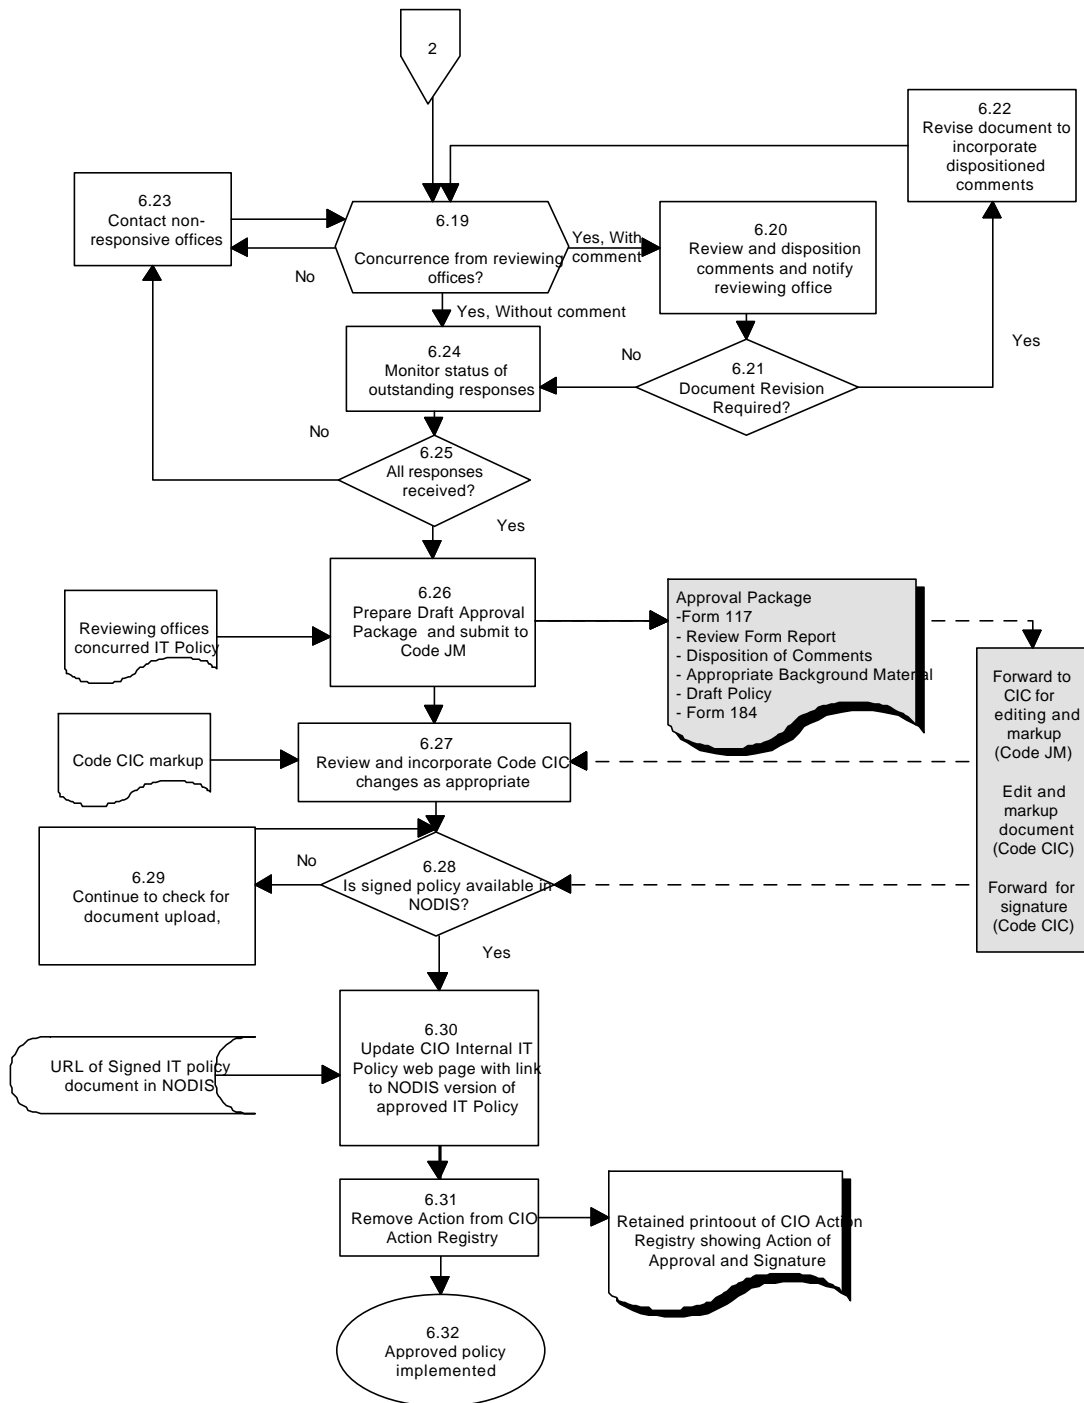 2
6.22
Revise document to
incorporate
dispositioned
comments
6.23
Contact non-
responsive offices
6.19
Concurrence from reviewing
offices?
Yes, With
comment
6.20
Review and disposition
comments and notify
reviewing office
No
Yes, Without comment
6.24
Monitor status of
outstanding responses
No
6.21
Document Revision
Required?
Yes
No
6.25
All responses
received?
Yes
Reviewing offices
concurred IT Policy
6.26
Prepare Draft Approval
Package and submit to
Code JM
Approval Package
-Form 117
- Review Form Report
- Disposition of Comments
- Appropriate Background Material
- Draft Policy
- Form 184
Forward to
CIC for
editing and
markup
(Code JM)
Edit and
markup
document
(Code CIC)
Forward for
signature
(Code CIC)
Code CIC markup
6.27
Review and incorporate Code CIC
changes as appropriate
6.29
Continue to check for
document upload,
No
6.28
Is signed policy available in
NODIS?
Yes
URL of Signed IT policy
document in NODIS
6.30
Update CIO Internal IT
Policy web page with link
to NODIS version of
approved IT Policy
6.31
Remove Action from CIO
Action Registry
Retained printoout of CIO Action
Registry showing Action of
Approval and Signature
6.32
Approved policy
implemented